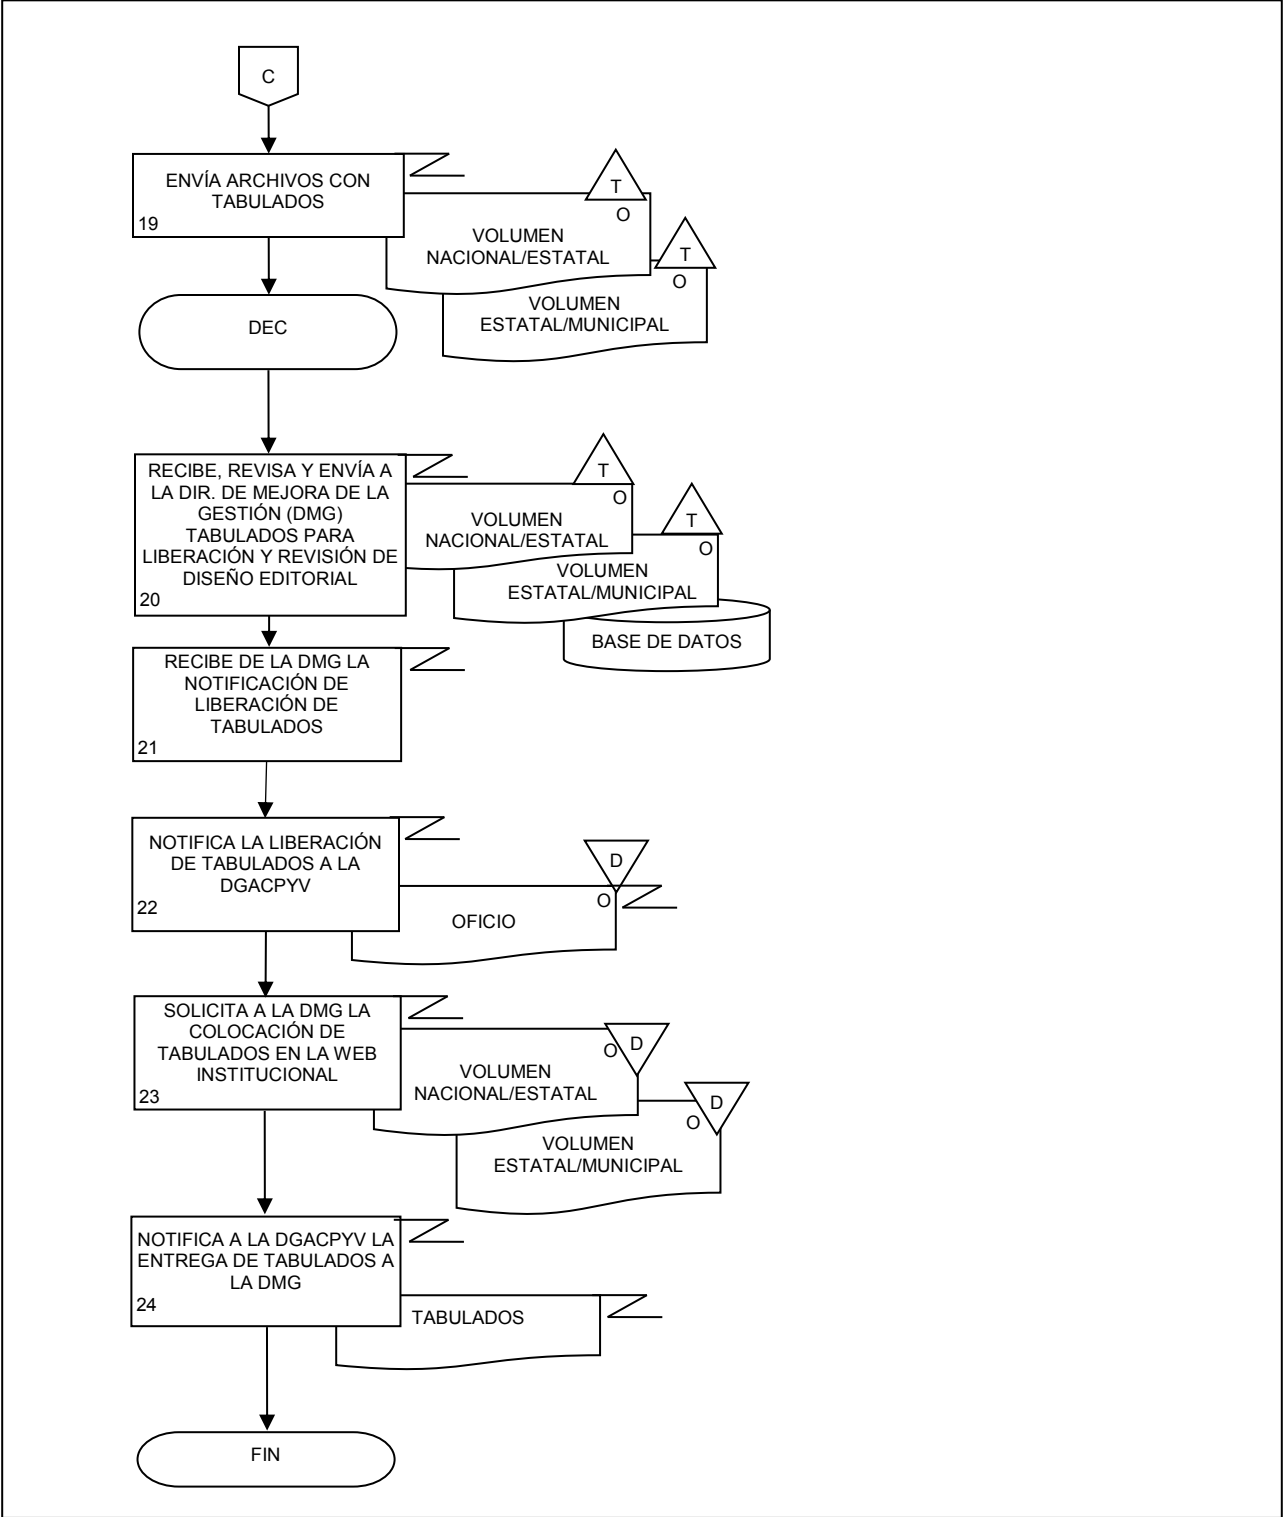 C
ENVÍA ARCHIVOS CON
TABULADOS
19
T
O
VOLUMEN
NACIONAL/ESTATAL
T
O
VOLUMEN
ESTATAL/MUNICIPAL
DEC
RECIBE, REVISA Y ENVÍA A
LA DIR. DE MEJORA DE LA
GESTIÓN (DMG)
TABULADOS PARA
LIBERACIÓN Y REVISIÓN DE
DISEÑO EDITORIAL
20
T
O
VOLUMEN
NACIONAL/ESTATAL
T
O
VOLUMEN
ESTATAL/MUNICIPAL
BASE DE DATOS
RECIBE DE LA DMG LA
NOTIFICACIÓN DE
LIBERACIÓN DE
TABULADOS
21
NOTIFICA LA LIBERACIÓN
DE TABULADOS A LA
DGACPYV
22
D
O
OFICIO
SOLICITA A LA DMG LA
COLOCACIÓN DE
TABULADOS EN LA WEB
INSTITUCIONAL
23
D
O
VOLUMEN
NACIONAL/ESTATAL
D
O
VOLUMEN
ESTATAL/MUNICIPAL
NOTIFICA A LA DGACPYV LA
ENTREGA DE TABULADOS A
LA DMG
24
TABULADOS
FIN